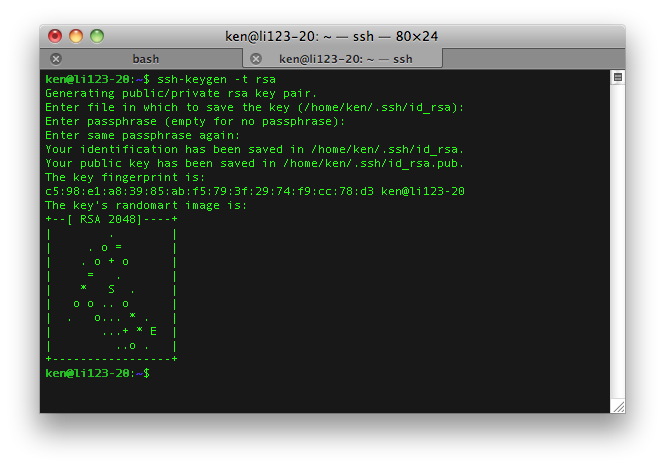 ken@li123-20: ~ — ssh — 80×24
bash
ken@li123-20: ~ — ssh
ken@li123-20:~$ ssh-keygen -t rsa
Generating public/private rsa key pair.
Enter file in which to save the key (/home/ken/.ssh/id_rsa):
Enter passphrase (empty for no passphrase):
Enter same passphrase again:
Your identification has been saved in /home/ken/.ssh/id_rsa.
Your public key has been saved in /home/ken/.ssh/id_rsa.pub.
The key fingerprint is:
c5:98:e1:a8:39:85:ab:f5:79:3f:29:74:f9:cc:78:d3 ken@li123-20
The key's randomart image is:
+--[ RSA 2048]----+
|        .        |
|     . o =       |
|    . o + o      |
|     =   .       |
|    *   S  .     |
|   o o .. o      |
|  .   o... * .   |
|       ...+ * E  |
|         ..o .   |
+-----------------+
ken@li123-20:~$